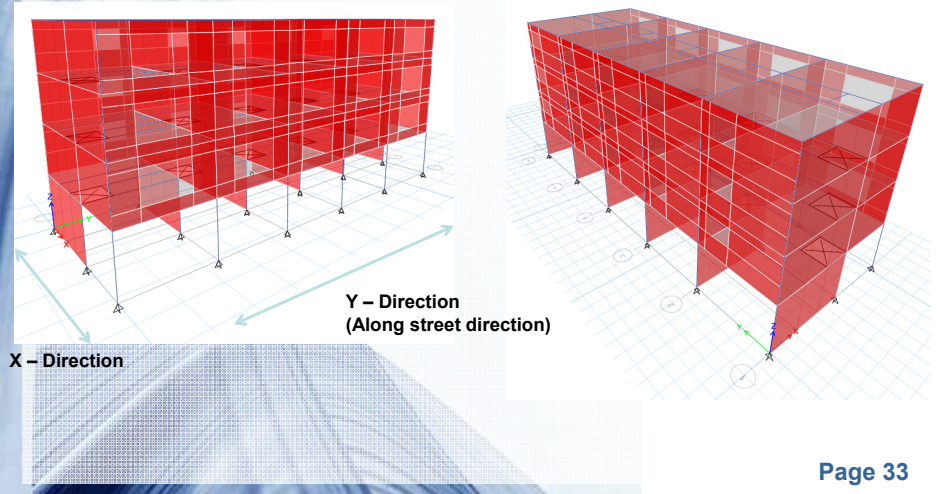 Z
Y
X
Z
Y
X
Y – Direction
(Along street direction)
X – Direction
Page 33